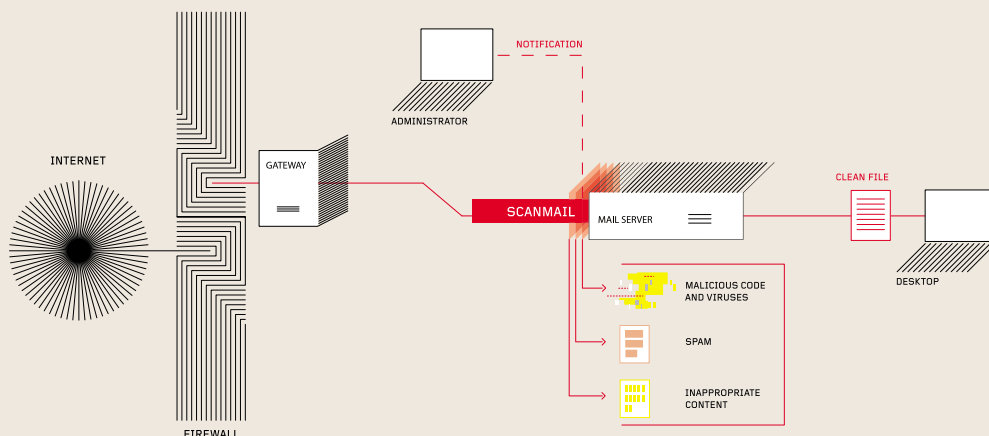 NOTIFICATION
ADMINISTRATOR
INTERNET
GATEWAY
CLEAN FILE
SCANMAIL
MAIL SERVER
DESKTOP
MALICIOUS CODE
AND VIRUSES
SPAM
INAPPROPRIATE
CONTENT
FIREWALL